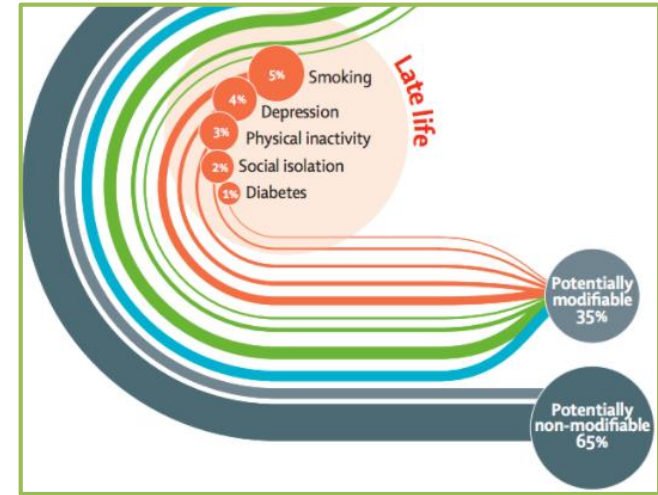 Late life
5% Smoking
4% Depression
3% Physical inactivity
2% Social isolation
1% Diabetes
Potentially
modifiable
35%
Potentially
non-modifiable
65%